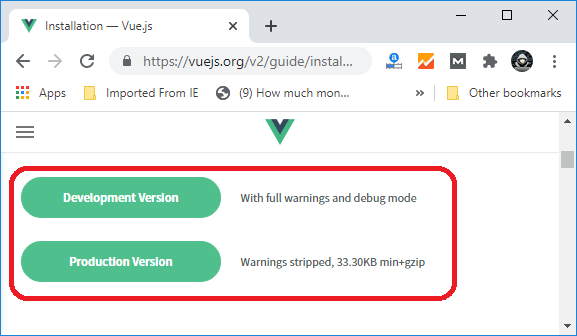 Installation — Vue.js
https://vuejs.org/v2/guide/instal...
Apps Imported From IE (9) How much mon... » Other bookmarks
Development Version With full warnings and debug mode
Production Version Warnings stripped, 33.30KB min+gzip